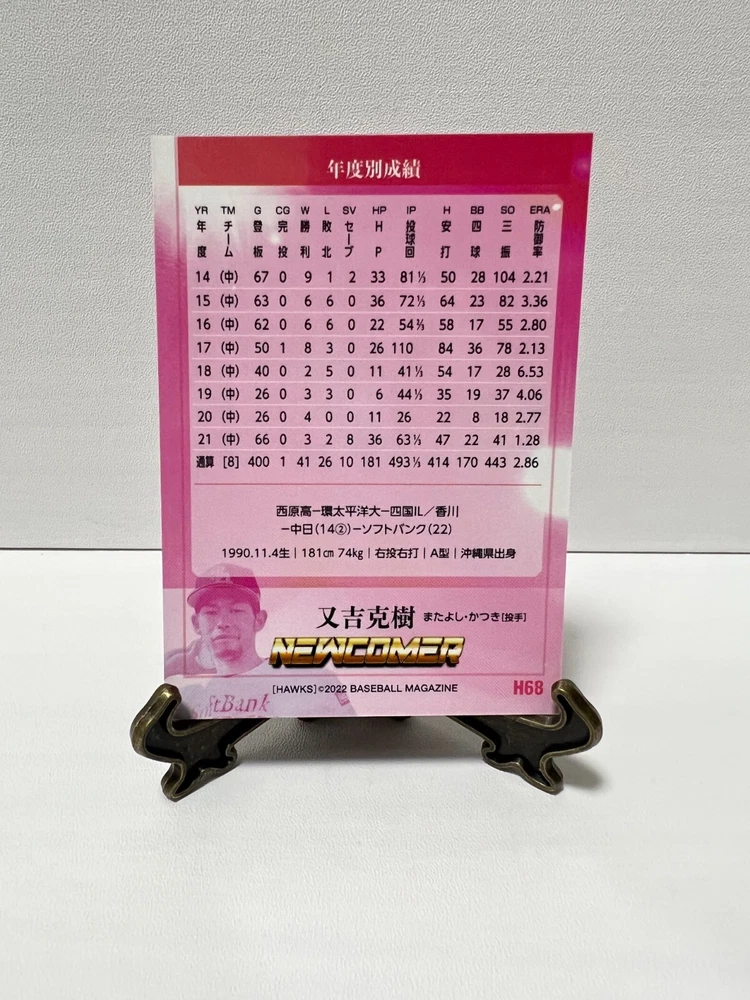 年度別成績
YR TM G CG W L SV HP IP H BB SO ERA
年度 チーム 登板 完投 勝利 敗北 セーブ HP 投球回 安打 四球 三振 防御率
14 (中) 67 0 9 1 2 33 81⅓ 50 28 104 2.21
15 (中) 63 0 6 6 0 36 72⅓ 64 23 82 3.36
16 (中) 62 0 6 6 0 22 54⅔ 58 17 55 2.80
17 (中) 50 1 8 3 0 26 110 84 36 78 2.13
18 (中) 40 0 2 5 0 11 41⅓ 54 17 28 6.53
19 (中) 26 0 3 3 0 6 44⅓ 35 19 37 4.06
20 (中) 26 0 4 0 0 11 26 22 8 18 2.77
21 (中) 66 0 3 2 8 36 63⅓ 47 22 41 1.28
通算 [8] 400 1 41 26 10 181 493⅓ 414 170 443 2.86
西原高−環太平洋大−四国IL／香川
−中日(14②)−ソフトバンク(22)
1990.11.4生｜181㎝ 74㎏｜右投右打｜A型｜沖縄県出身
又吉克樹 またよし・かつき[投手]
NEWCOMER
[HAWKS]©2022 BASEBALL MAGAZINE H68
SoftBank